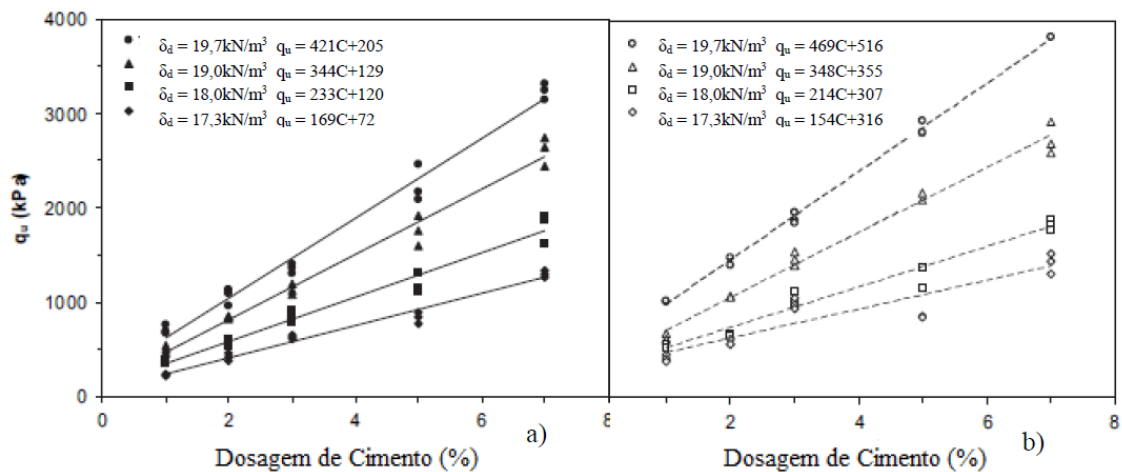 4000
3000
2000
1000
0
qᵤ (kPa)
δd = 19,7kN/m³ qᵤ = 421C+205
δd = 19,0kN/m³ qᵤ = 344C+129
δd = 18,0kN/m³ qᵤ = 233C+120
δd = 17,3kN/m³ qᵤ = 169C+72
0 2 4 6 8
a)
Dosagem de Cimento (%)
δd = 19,7kN/m³ qᵤ = 469C+516
δd = 19,0kN/m³ qᵤ = 348C+355
δd = 18,0kN/m³ qᵤ = 214C+307
δd = 17,3kN/m³ qᵤ = 154C+316
2 4 6 8
b)
Dosagem de Cimento (%)